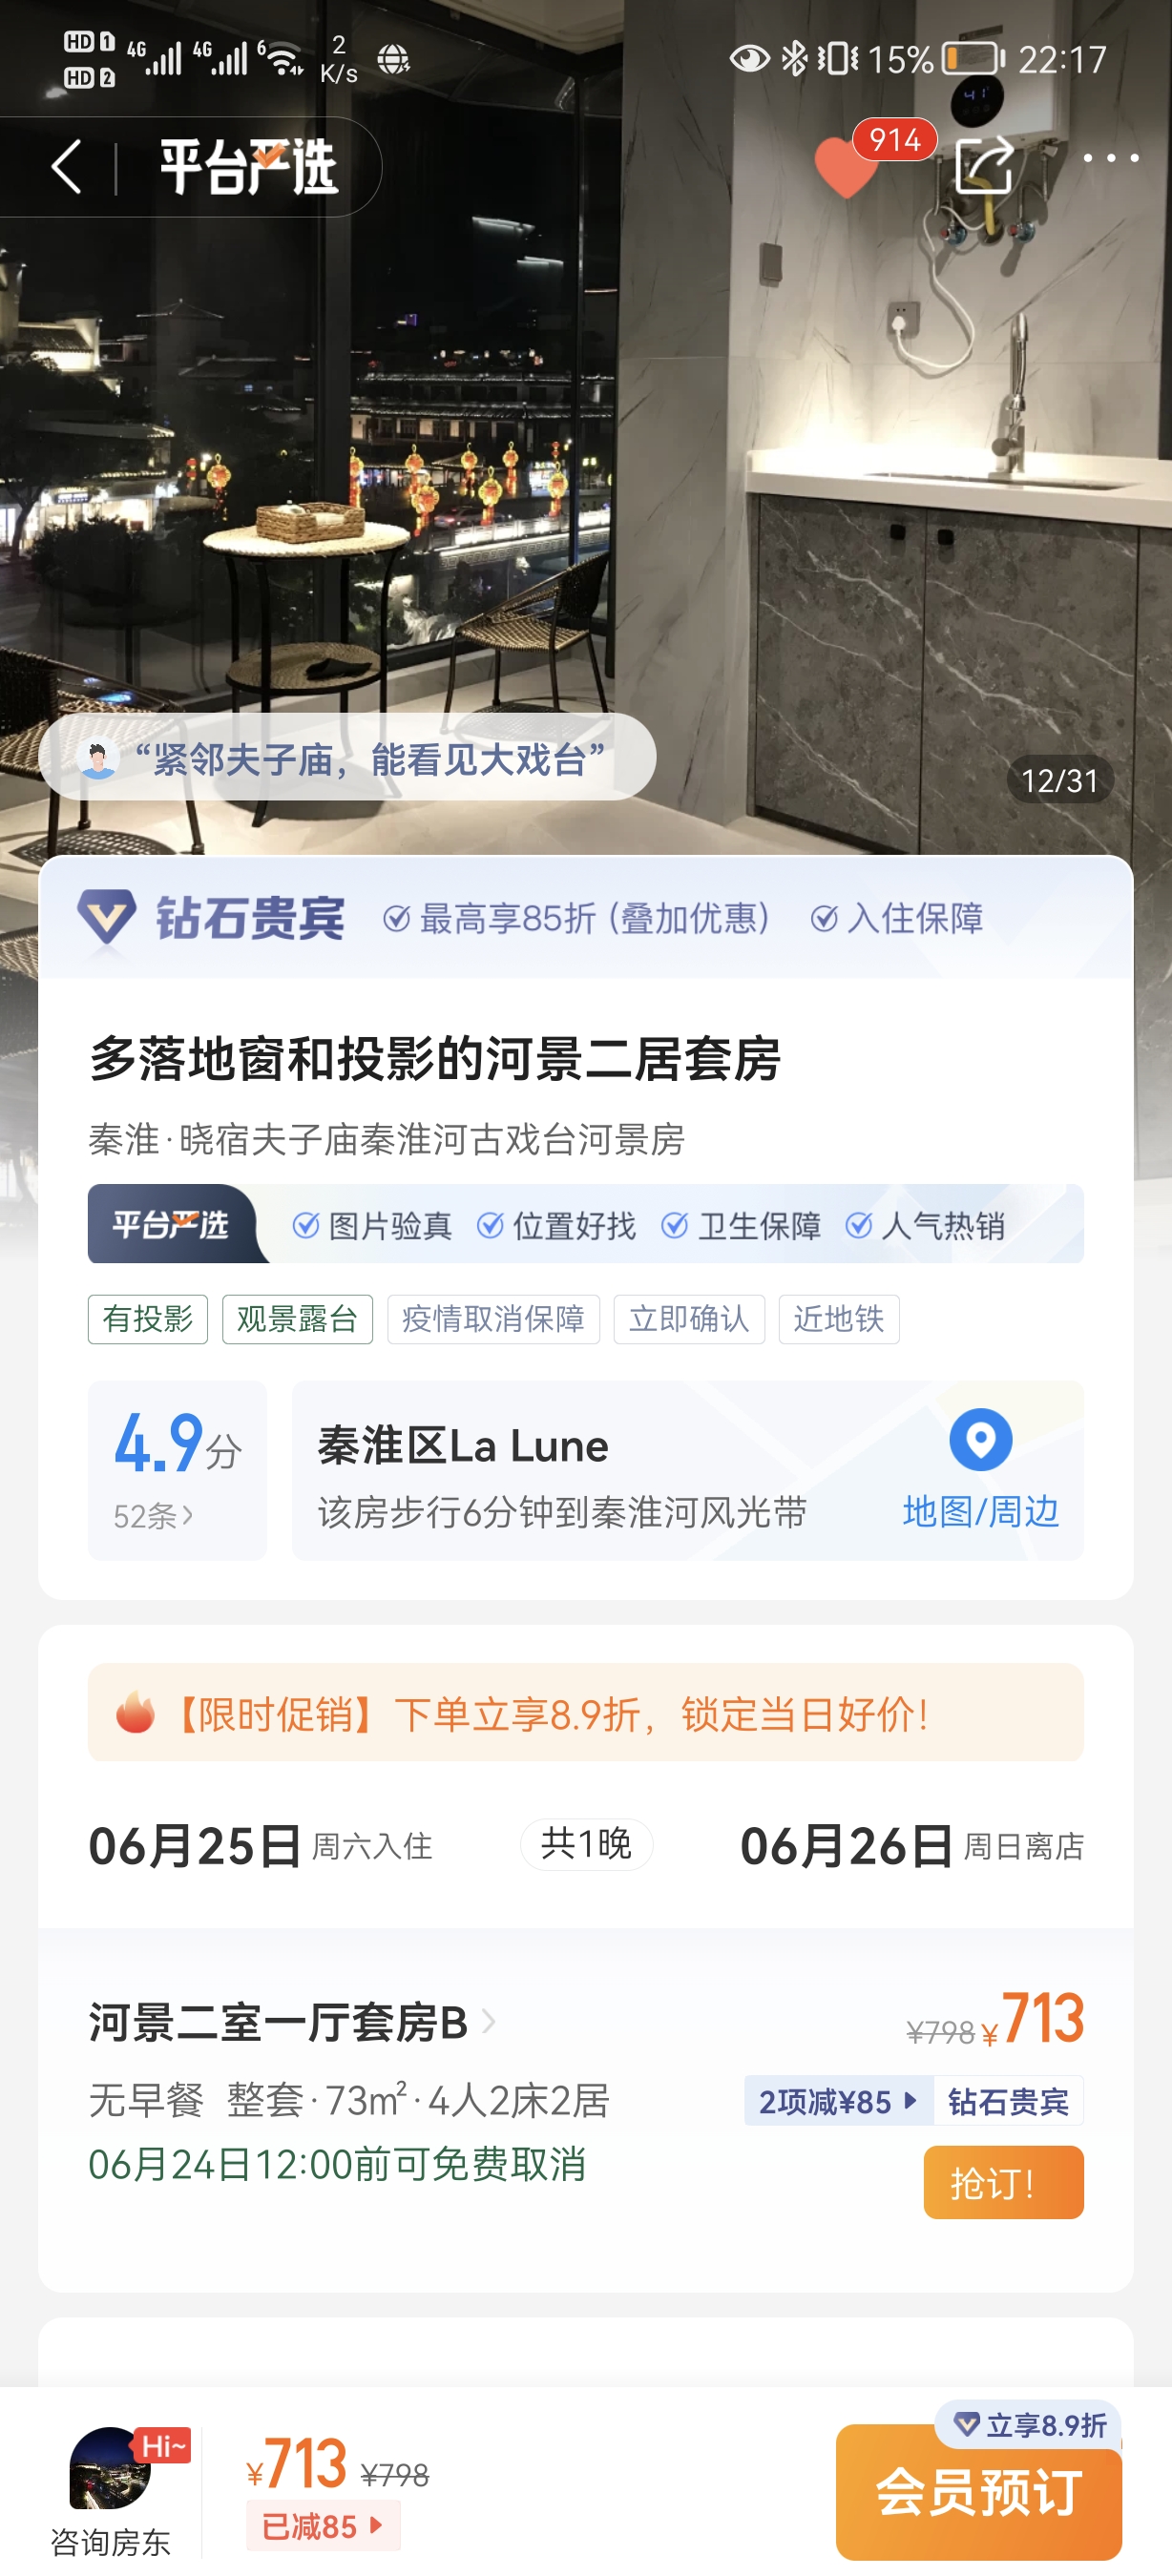 HD 1 4G 4G 6 2 K/s 15% 22:17
HD 2
平台严选
914
41
“紧邻夫子庙，能看见大戏台”
12/31
钻石贵宾 最高享85折 (叠加优惠) 入住保障
多落地窗和投影的河景二居套房
秦淮·晓宿夫子庙秦淮河古戏台河景房
平台严选 图片验真 位置好找 卫生保障 人气热销
有投影 观景露台 疫情取消保障 立即确认 近地铁
4.9分
52条
秦淮区La Lune
该房步行6分钟到秦淮河风光带
地图/周边
【限时促销】下单立享8.9折，锁定当日好价！
06月25日 周六入住 共1晚 06月26日 周日离店
河景二室一厅套房B ¥798 ¥713
无早餐 整套·73㎡·4人2床2居 2项减¥85 钻石贵宾
06月24日12:00前可免费取消
抢订！
Hi~
咨询房东
¥713 ¥798
已减85
立享8.9折
会员预订